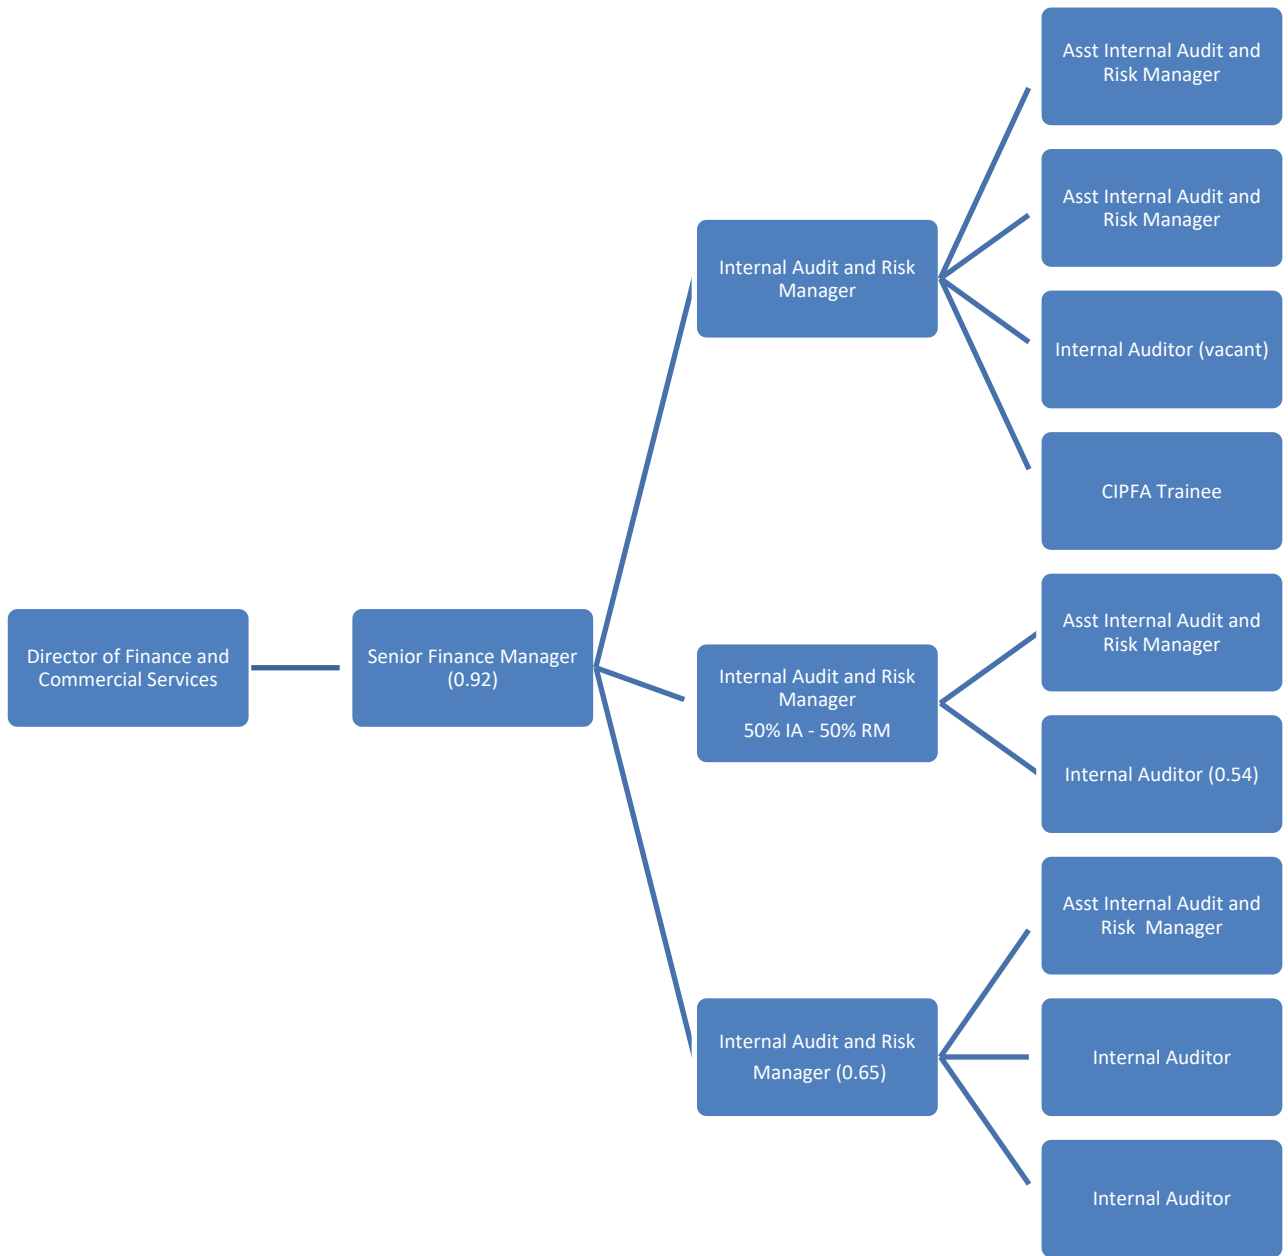 Director of Finance and
Commercial Services
Senior Finance Manager
(0.92)
Internal Audit and Risk
Manager
Asst Internal Audit and
Risk Manager
Asst Internal Audit and
Risk Manager
Internal Auditor (vacant)
CIPFA Trainee
Internal Audit and Risk
Manager
50% IA - 50% RM
Asst Internal Audit and
Risk Manager
Internal Auditor (0.54)
Internal Audit and Risk
Manager (0.65)
Asst Internal Audit and
Risk  Manager
Internal Auditor
Internal Auditor